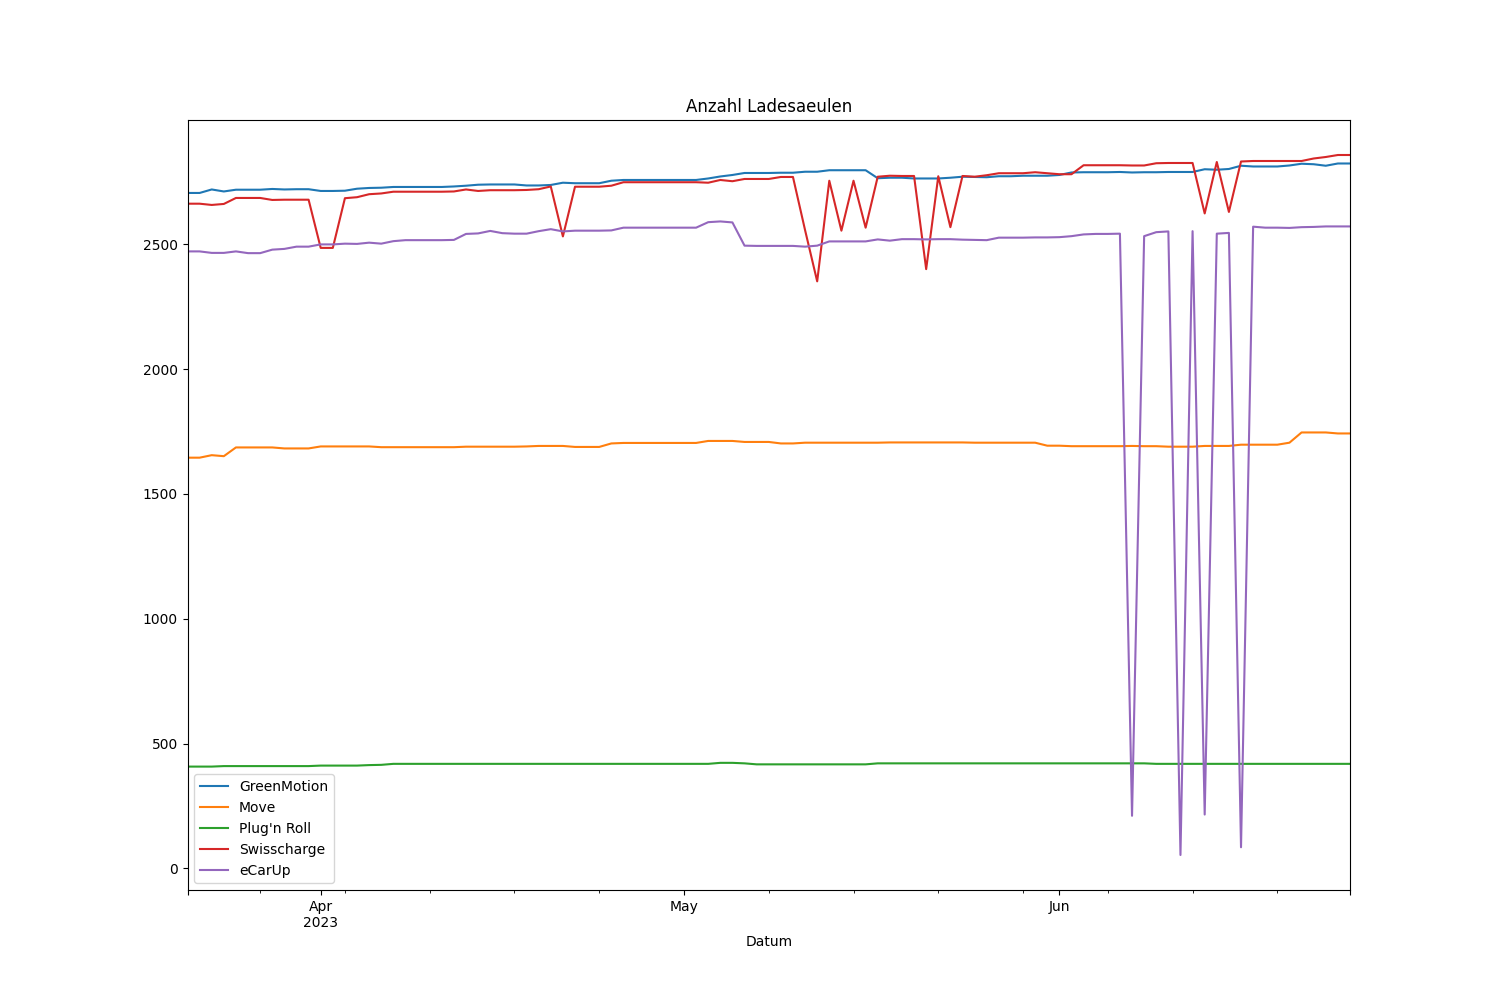 Anzahl Ladesaeulen
2500
2000
1500
1000
500
0
GreenMotion
Move
Plug'n Roll
Swisscharge
eCarUp
Apr
2023
May
Jun
Datum